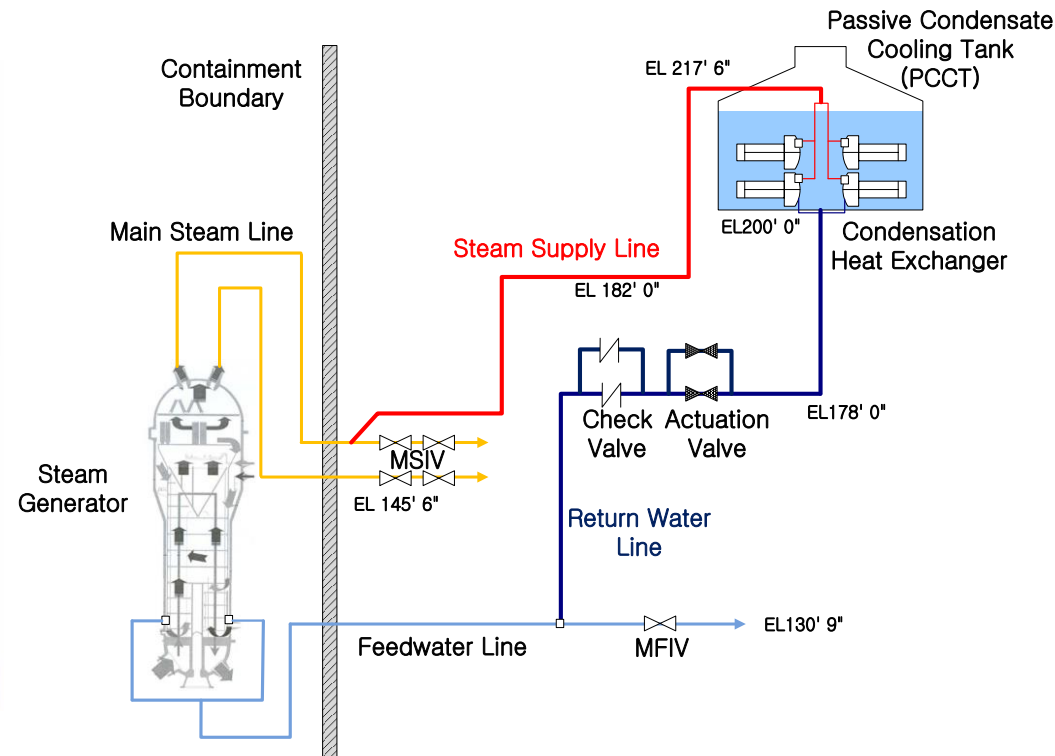 Passive Condensate
Cooling Tank
(PCCT)
Containment
Boundary
EL 217' 6"
Main Steam Line
EL200' 0"
Condensation
Heat Exchanger
Steam Supply Line
EL 182' 0"
EL178' 0"
Check
Valve
Actuation
Valve
MSIV
Steam
Generator
EL 145' 6"
Return Water
Line
Feedwater Line
MFIV
EL130' 9"